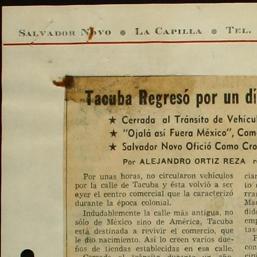 SALVADOR NOVO ● LA CAPILLA ● TEL.
Tacuba Regresó por un dí
★ Cerrada al Tránsito de Vehícul
★ "Ojalá así Fuera México", Com
★ Salvador Novo Ofició Como Cro
Por ALEJANDRO ORTIZ REZA
Por unas horas, no circularon vehículos
por la calle de Tacuba y ésta volvió a ser
ayer el centro comercial que la caracterizó
durante la época colonial.
Indudablemente la calle más antigua, no
sólo de México sino de América, Tacuba
está destinada a revivir el comercio, que
le dio nacimiento. Así lo creen varios due-
ños de tiendas establecidas en esa calle.